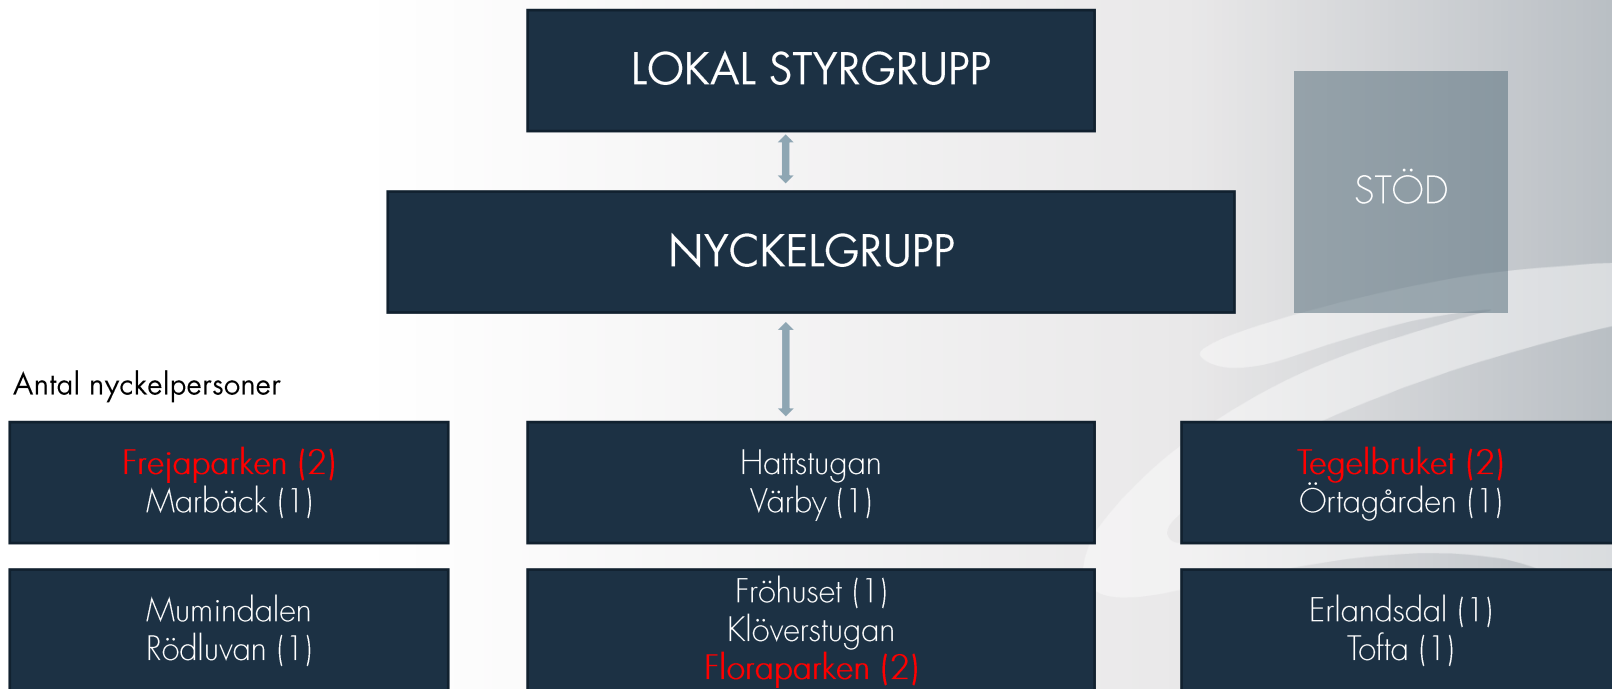 LOKAL STYRGRUPP
STÖD
NYCKELGRUPP
Antal nyckelpersoner
Frejaparken (2)
Marbäck (1)
Hattstugan
Värby (1)
Tegelbruket (2)
Örtagården (1)
Mumindalen
Rödluvan (1)
Fröhuset (1)
Klöverstugan
Floraparken (2)
Erlandsdal (1)
Tofta (1)